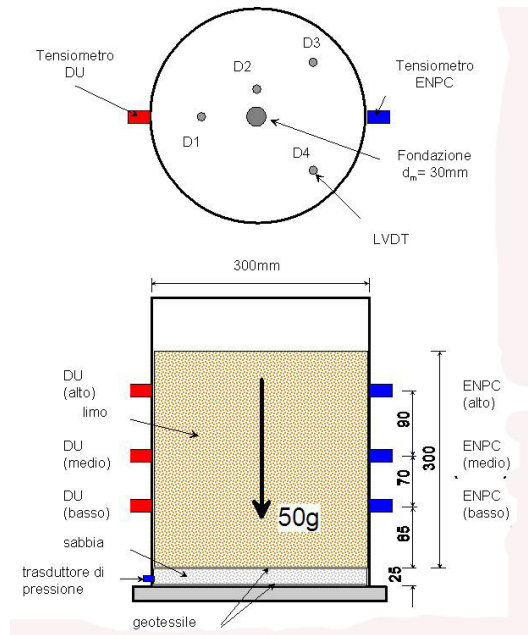 Tensiometro
DU
D3
D2
Tensiometro
ENPC
D1
D4
Fondazione
dm= 30mm
LVDT
300mm
DU
(alto)
limo
DU
(medio)
DU
(basso)
sabbia
trasduttore di
pressione
geotessile
50g
90
70
65
25
300
ENPC
(alto)
ENPC
(medio)
ENPC
(basso)